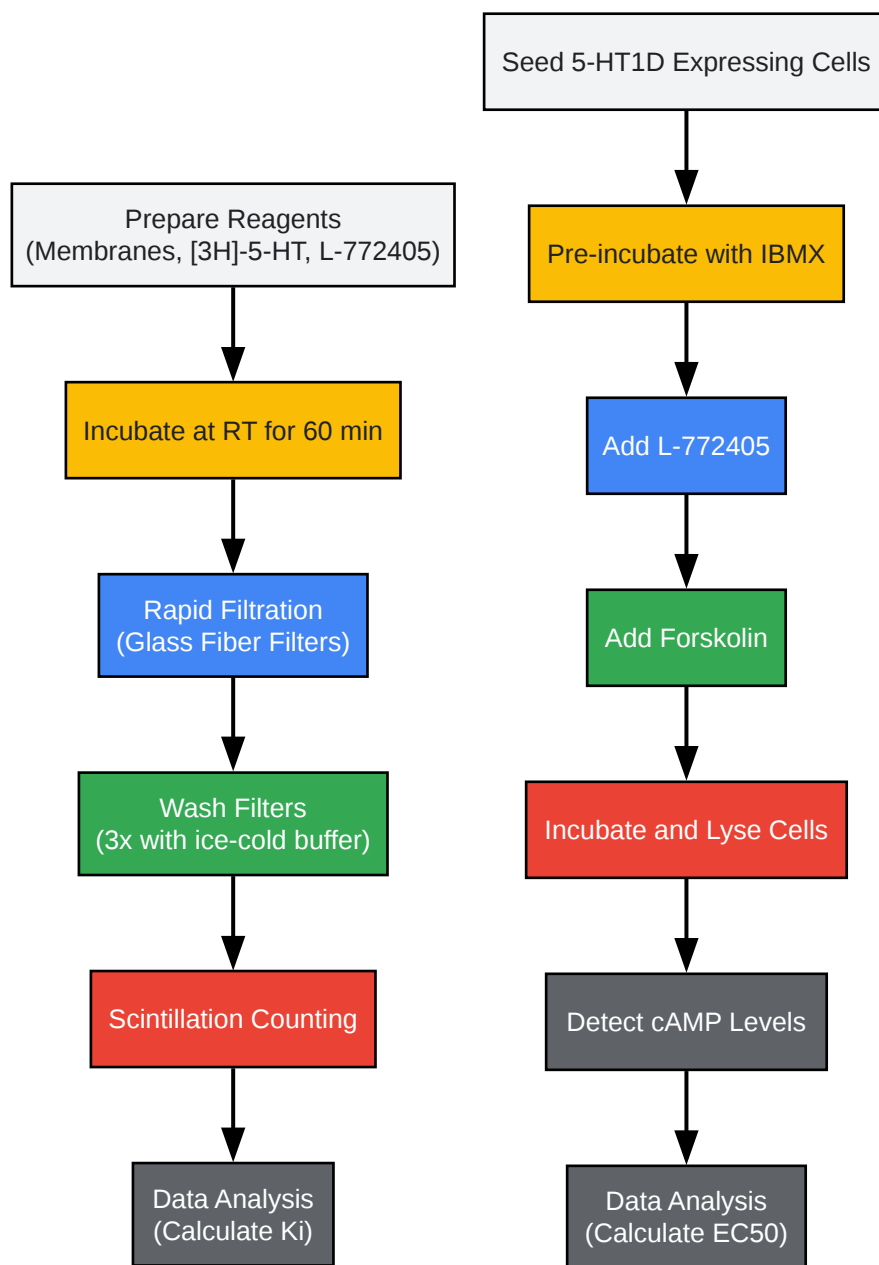 Prepare Reagents
(Membranes, [3H]-5-HT, L-772405)
Incubate at RT for 60 min
Rapid Filtration
(Glass Fiber Filters)
Wash Filters
(3x with ice-cold buffer)
Scintillation Counting
Data Analysis
(Calculate Ki)
Seed 5-HT1D Expressing Cells
Pre-incubate with IBMX
Add L-772405
Add Forskolin
Incubate and Lyse Cells
Detect cAMP Levels
Data Analysis
(Calculate EC50)